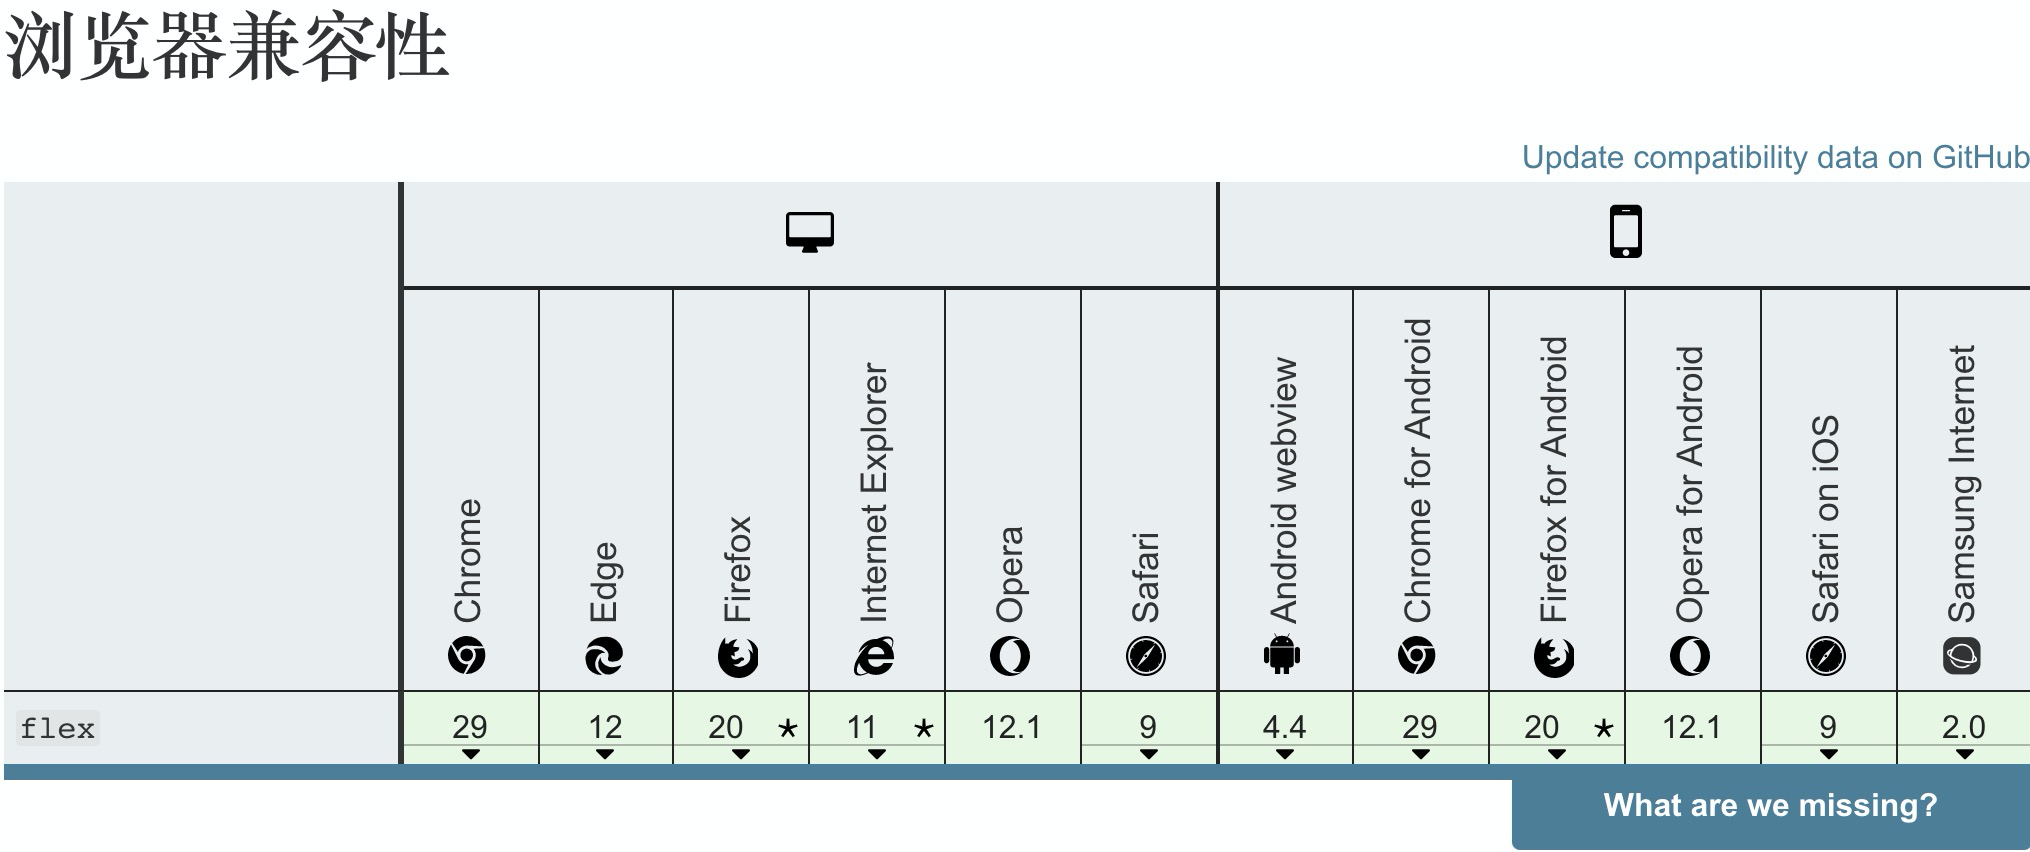 浏览器兼容性
Update compatibility data on GitHub
Chrome
Edge
Firefox
Internet Explorer
Opera
Safari
Android webview
Chrome for Android
Firefox for Android
Opera for Android
Safari on iOS
Samsung Internet
flex 29 12 20 * 11 * 12.1 9 4.4 29 20 * 12.1 9 2.0
What are we missing?